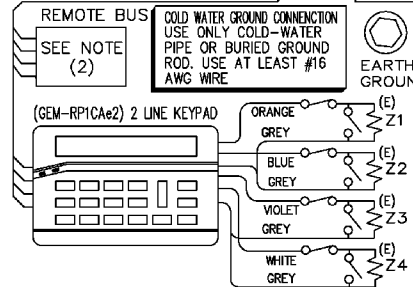 REMOTE BUS
SEE NOTE
(2)
COLD WATER GROUND CONNENCTION
USE ONLY COLD-WATER
PIPE OR BURIED GROUND
ROD. USE AT LEAST #16
AWG WIRE
EARTH
GROUN
(GEM-RP1CAe2) 2 LINE KEYPAD
ORANGE
(E)
Z1
GREY
BLUE
(E)
Z2
GREY
VIOLET
(E)
Z3
GREY
WHITE
(E)
Z4
GREY